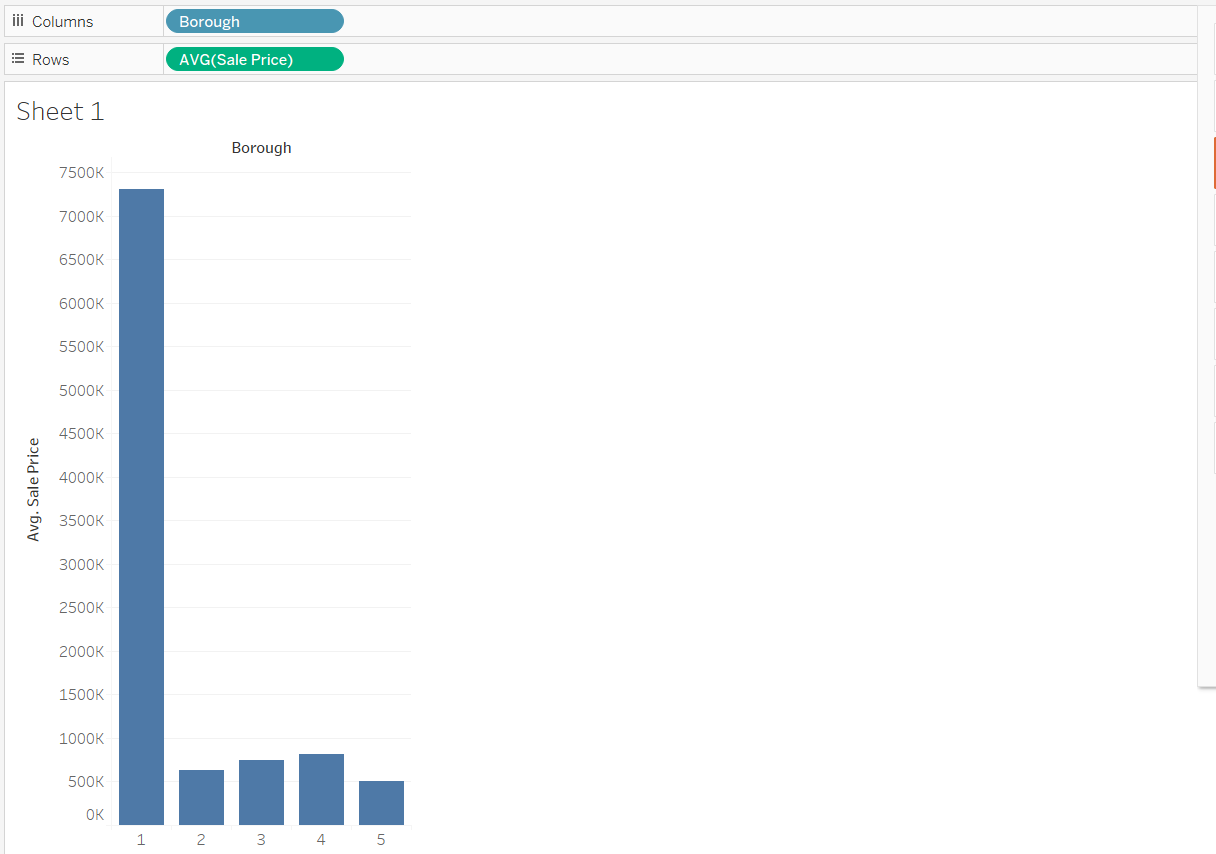 Columns
Borough
Rows
AVG(Sale Price)
Sheet 1
Borough
7500K
7000K
6500K
6000K
5500K
5000K
4500K
4000K
3500K
3000K
2500K
2000K
1500K
1000K
500K
0K
Avg. Sale Price
1 2 3 4 5